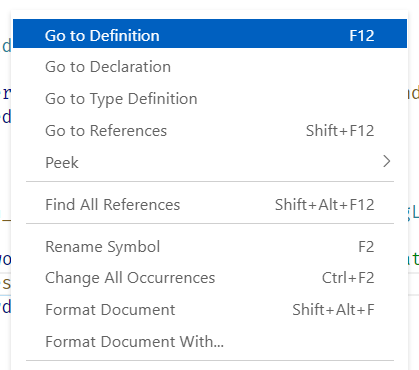 Go to Definition F12
Go to Declaration
Go to Type Definition
Go to References Shift+F12
Peek
Find All References Shift+Alt+F12
Rename Symbol F2
Change All Occurrences Ctrl+F2
Format Document Shift+Alt+F
Format Document With...